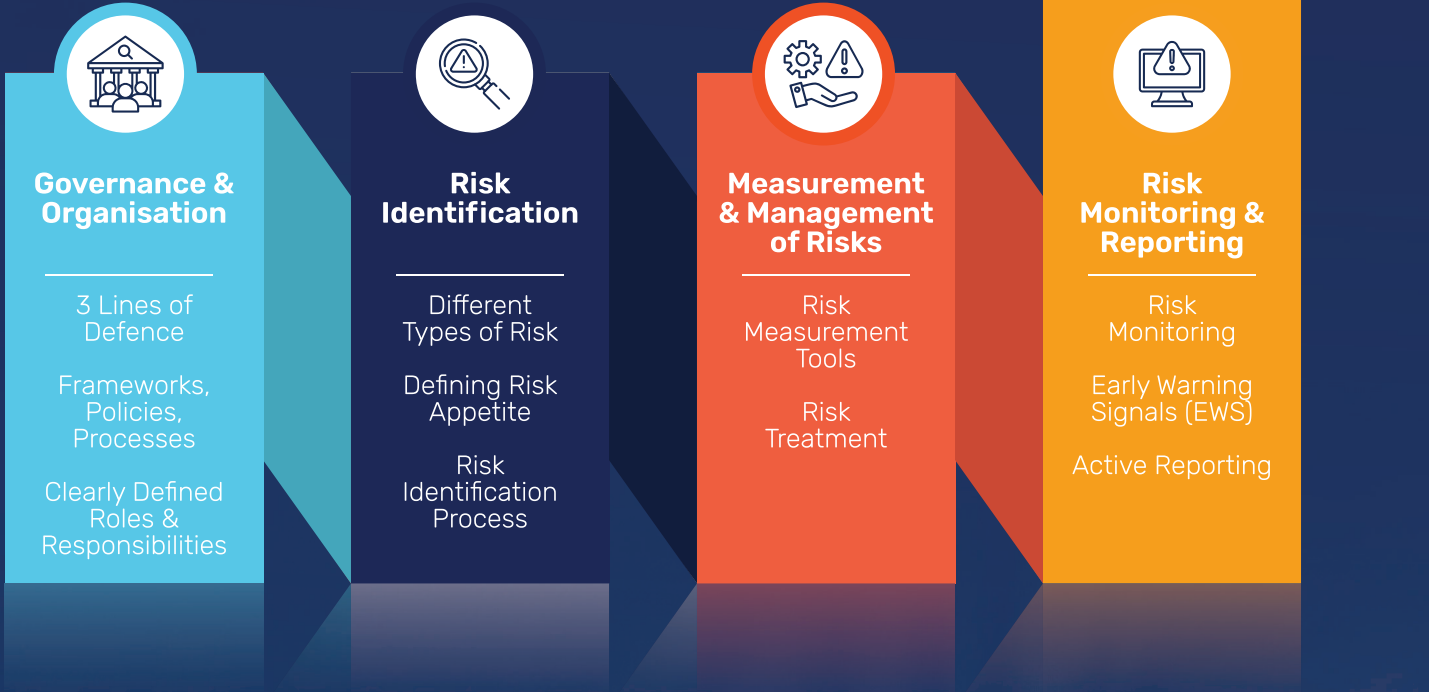 Governance &
Organisation
3 Lines of
Defence
Frameworks,
Policies,
Processes
Clearly Defined
Roles &
Responsibilities
Risk
Identification
Different
Types of Risk
Defining Risk
Appetite
Risk
Identification
Process
Measurement
& Management
of Risks
Risk
Measurement
Tools
Risk
Treatment
Risk
Monitoring &
Reporting
Risk
Monitoring
Early Warning
Signals (EWS)
Active Reporting